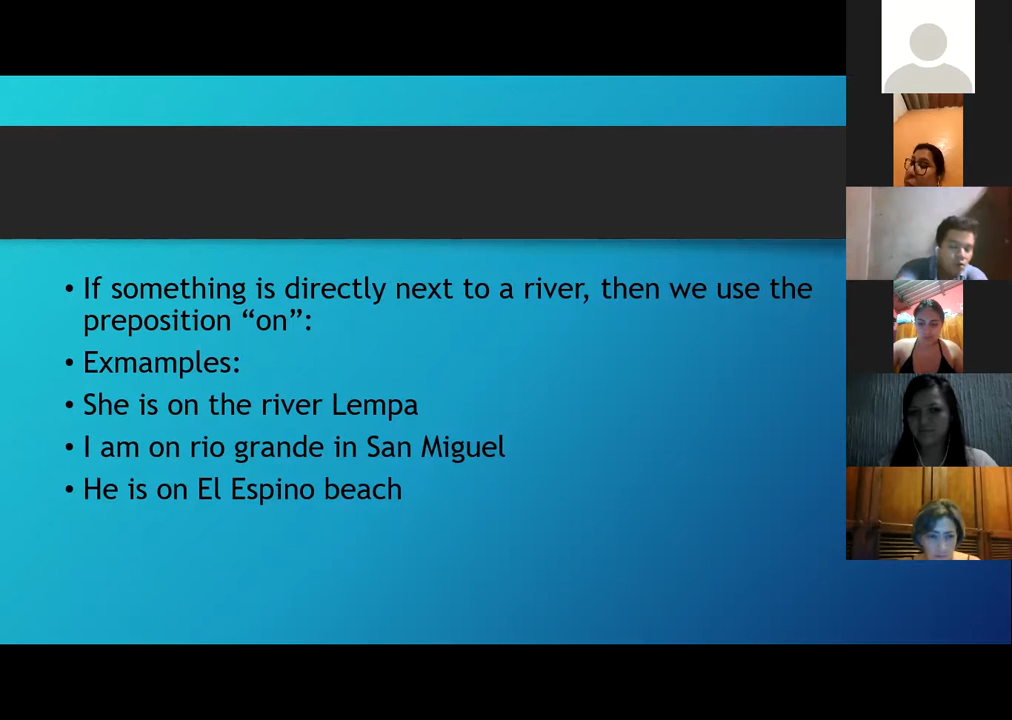 • If something is directly next to a river, then we use the
preposition “on”:
• Exmamples:
• She is on the river Lempa
• I am on rio grande in San Miguel
• He is on El Espino beach